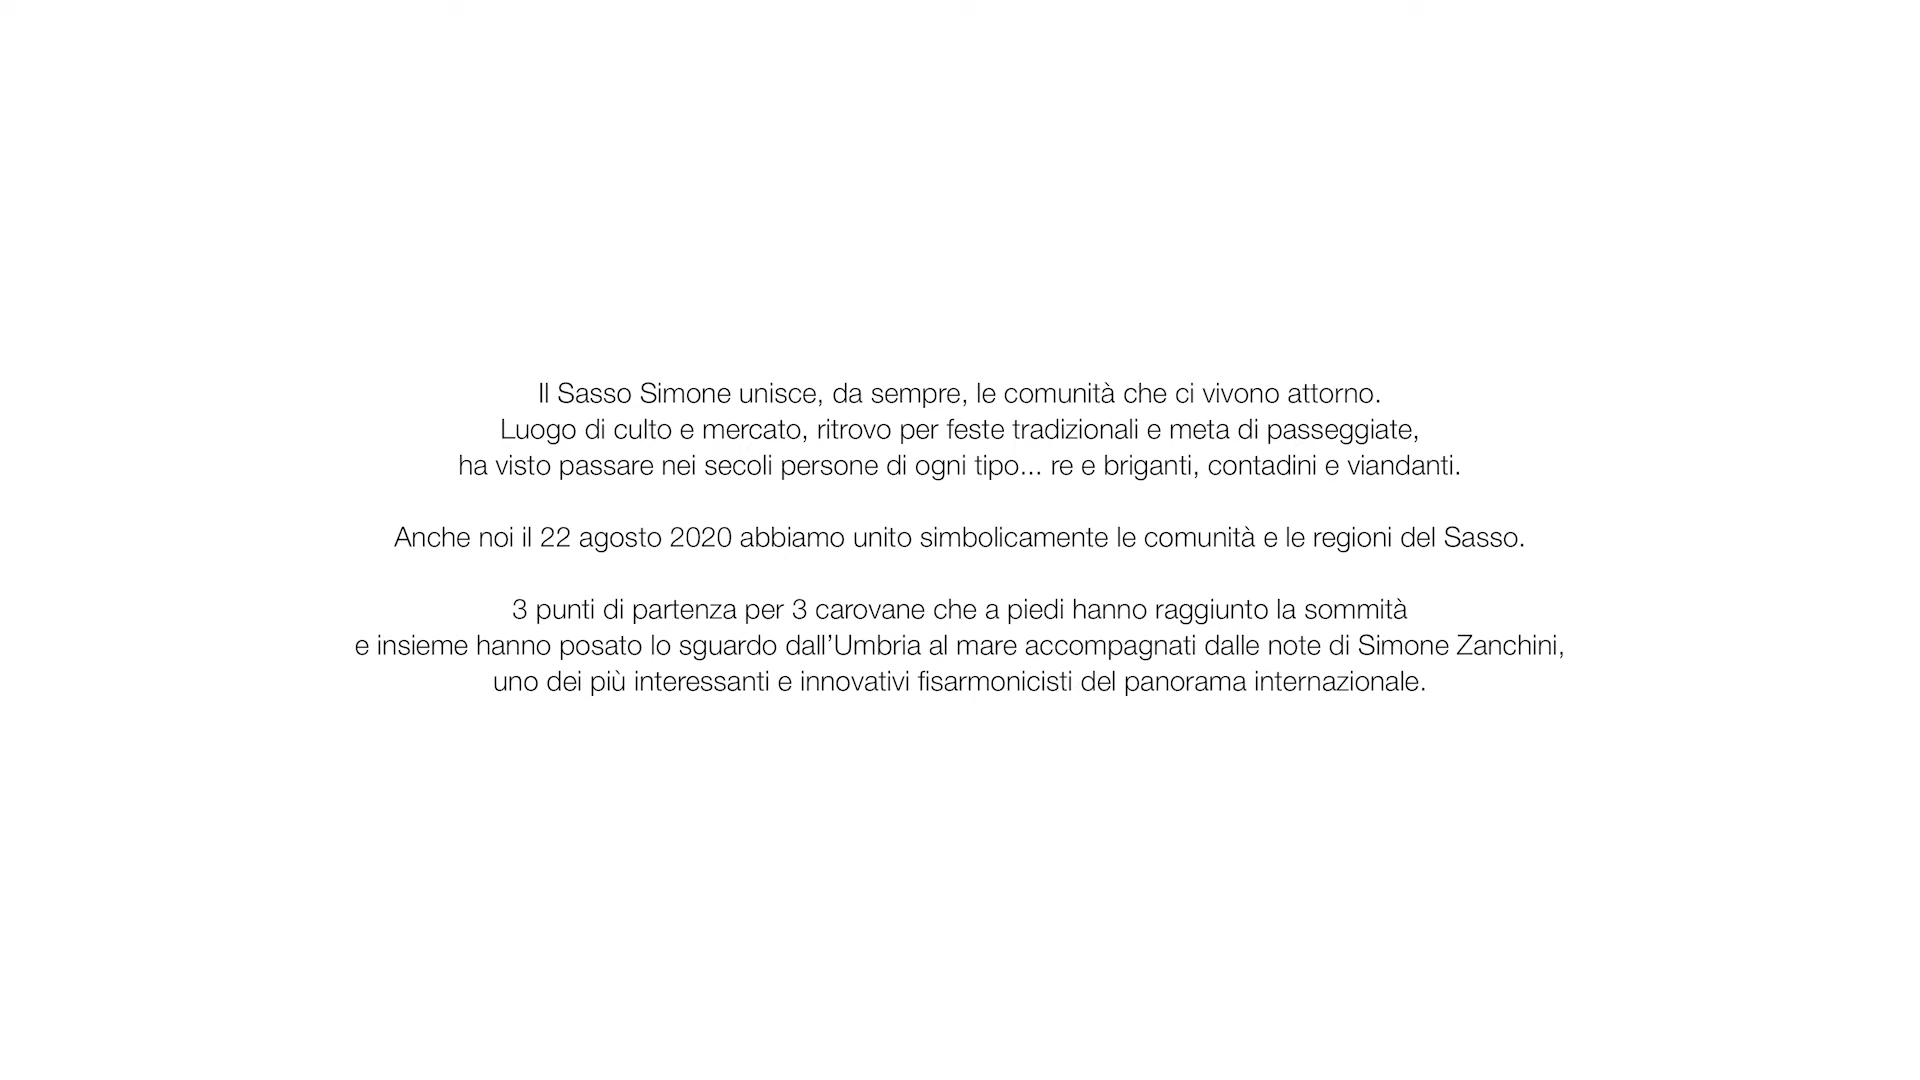 Il Sasso Simone unisce, da sempre, le comunità che ci vivono attorno.
Luogo di culto e mercato, ritrovo per feste tradizionali e meta di passeggiate,
ha visto passare nei secoli persone di ogni tipo... re e briganti, contadini e viandanti.
Anche noi il 22 agosto 2020 abbiamo unito simbolicamente le comunità e le regioni del Sasso.
3 punti di partenza per 3 carovane che a piedi hanno raggiunto la sommità
e insieme hanno posato lo sguardo dall’Umbria al mare accompagnati dalle note di Simone Zanchini,
uno dei più interessanti e innovativi fisarmonicisti del panorama internazionale.